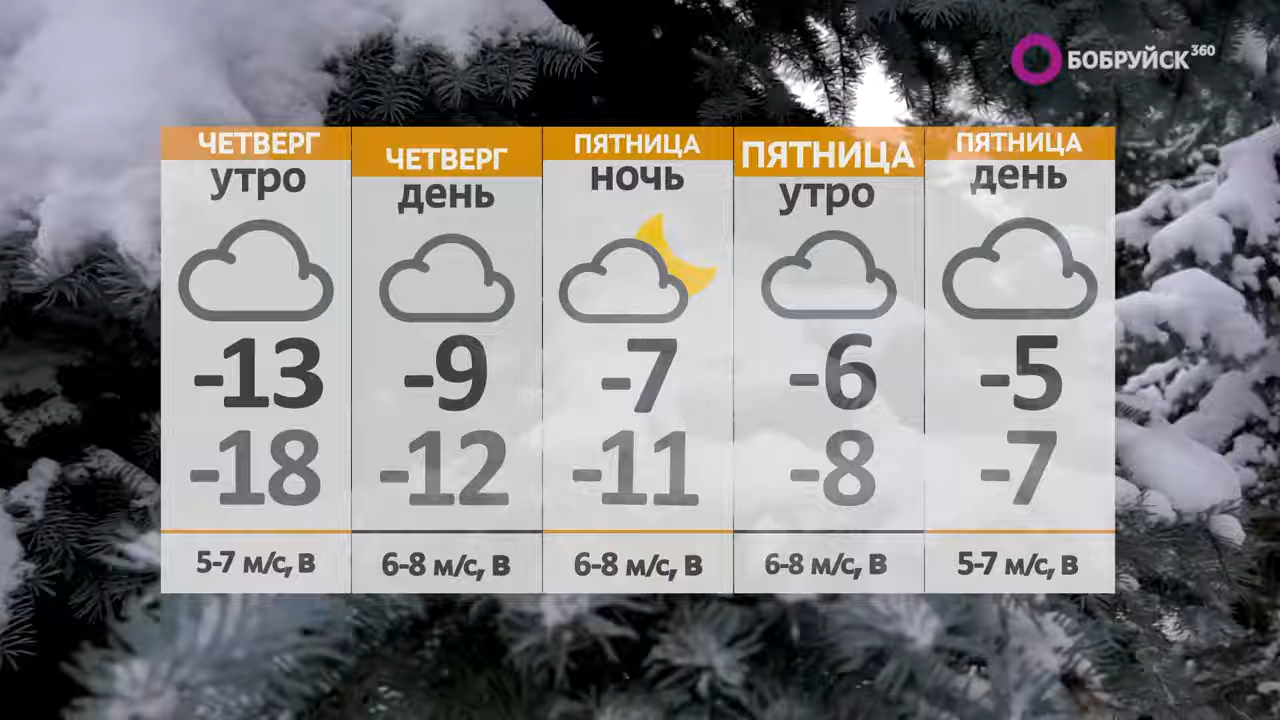 БОБРУЙСК360
ЧЕТВЕРГ
утро
-13
-18
5-7 м/с, В
ЧЕТВЕРГ
день
-9
-12
6-8 м/с, В
ПЯТНИЦА
ночь
-7
-11
6-8 м/с, В
ПЯТНИЦА
утро
-6
-8
6-8 м/с, В
ПЯТНИЦА
день
-5
-7
5-7 м/с, В